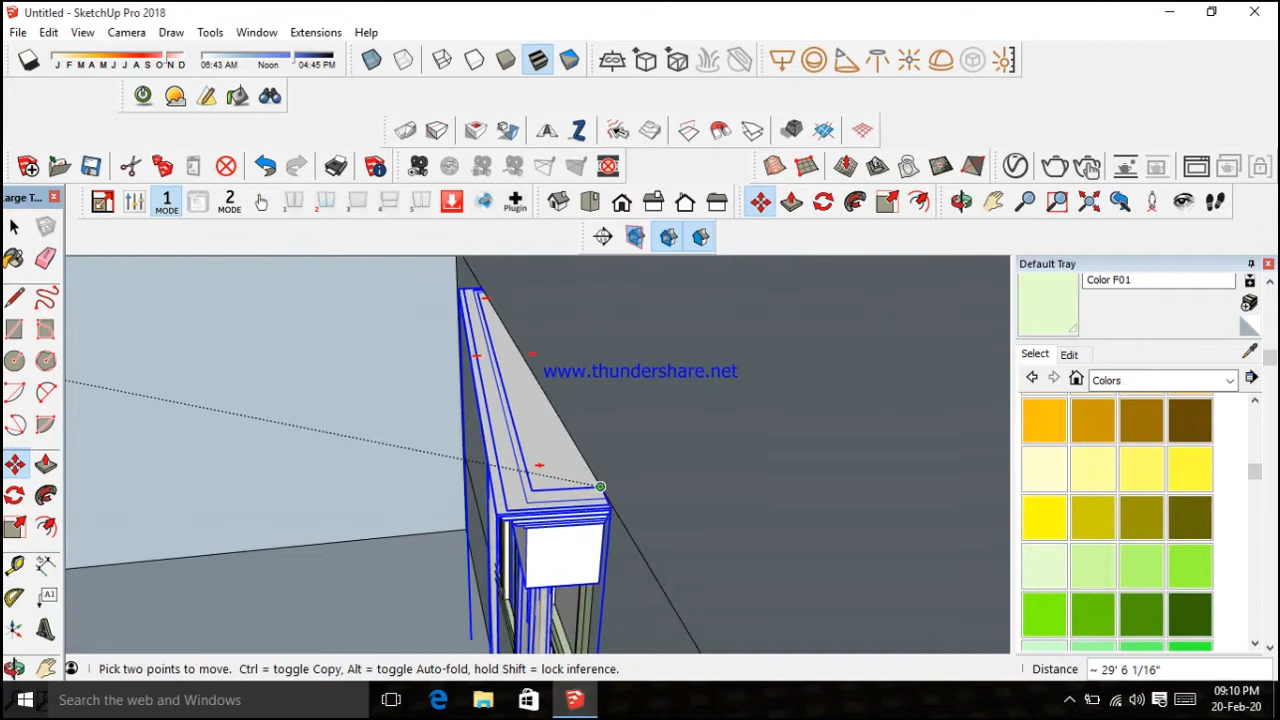 Untitled - SketchUp Pro 2018
File Edit View Camera Draw Tools Window Extensions Help
J F M A M J J A S O N D
06:43 AM Noon 04:45 PM
1 MODE
2 MODE
Plugin
Large T...
Default Tray
Color F01
Select Edit
Colors
www.thundershare.net
A1
Pick two points to move. Ctrl = toggle Copy, Alt = toggle Auto-fold, hold Shift = lock inference.
Distance ~ 29' 6 1/16"
Search the web and Windows
09:10 PM
20-Feb-20